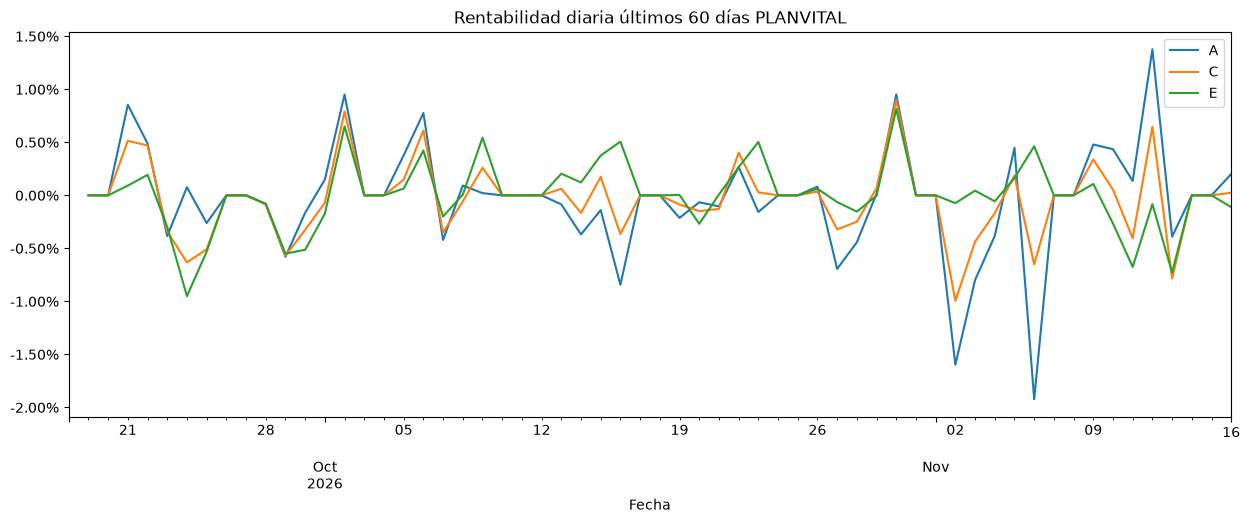 Rentabilidad diaria últimos 60 días PLANVITAL
1.50%
1.00%
0.50%
0.00%
-0.50%
-1.00%
-1.50%
-2.00%
A
C
E
21 28 05 12 19 26 02 09 16
Oct Nov
2026
Fecha